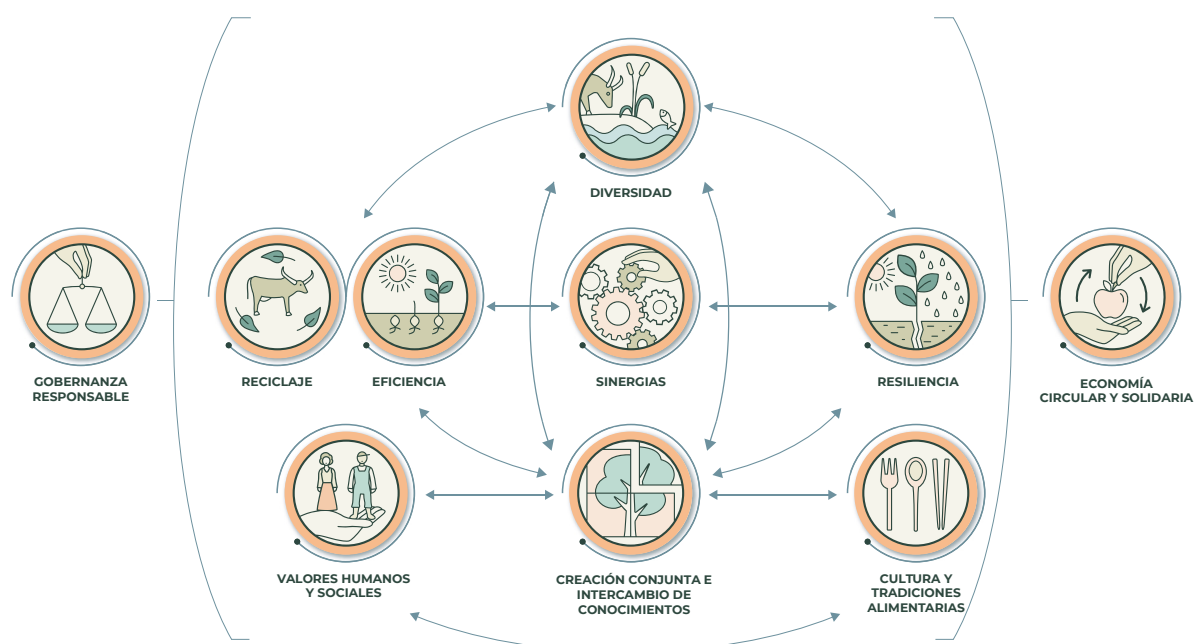 DIVERSIDAD
GOBERNANZA
RESPONSABLE
RECICLAJE
EFICIENCIA
SINERGIAS
RESILIENCIA
ECONOMÍA
CIRCULAR Y SOLIDARIA
VALORES HUMANOS
Y SOCIALES
CREACIÓN CONJUNTA E
INTERCAMBIO DE
CONOCIMIENTOS
CULTURA Y
TRADICIONES
ALIMENTARIAS